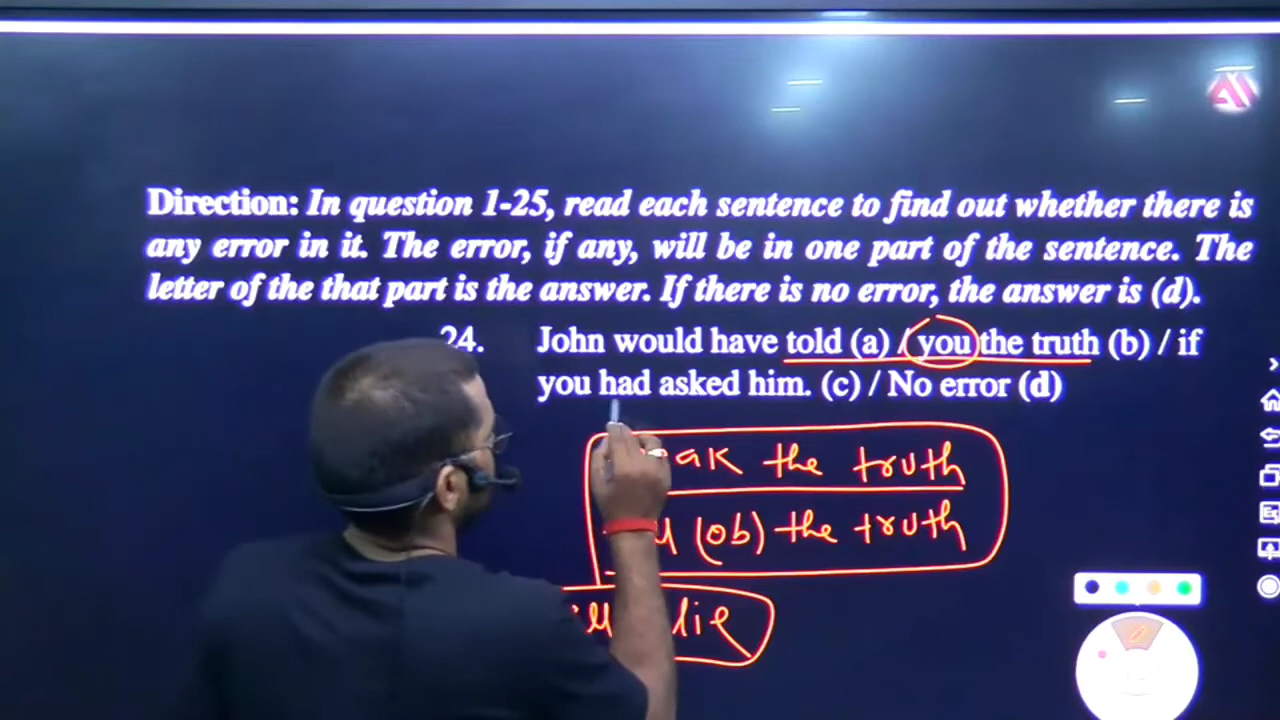 Direction: In question 1-25, read each sentence to find out whether there is
any error in it. The error, if any, will be in one part of the sentence. The
letter of the that part is the answer. If there is no error, the answer is (d).
24. John would have told (a) / you the truth (b) / if
you had asked him. (c) / No error (d)
the truth
(ob) the truth
lie